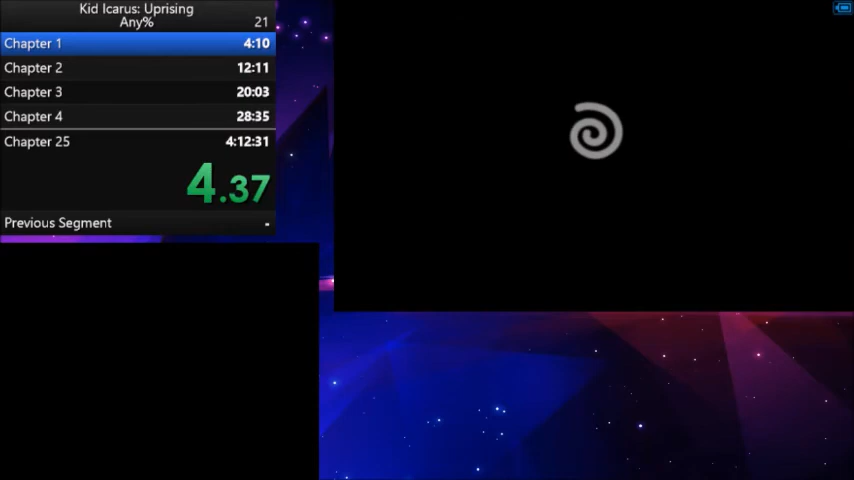 Kid Icarus: Uprising
Any% 21
Chapter 1 4:10
Chapter 2 12:11
Chapter 3 20:03
Chapter 4 28:35
Chapter 25 4:12:31
4.37
Previous Segment -